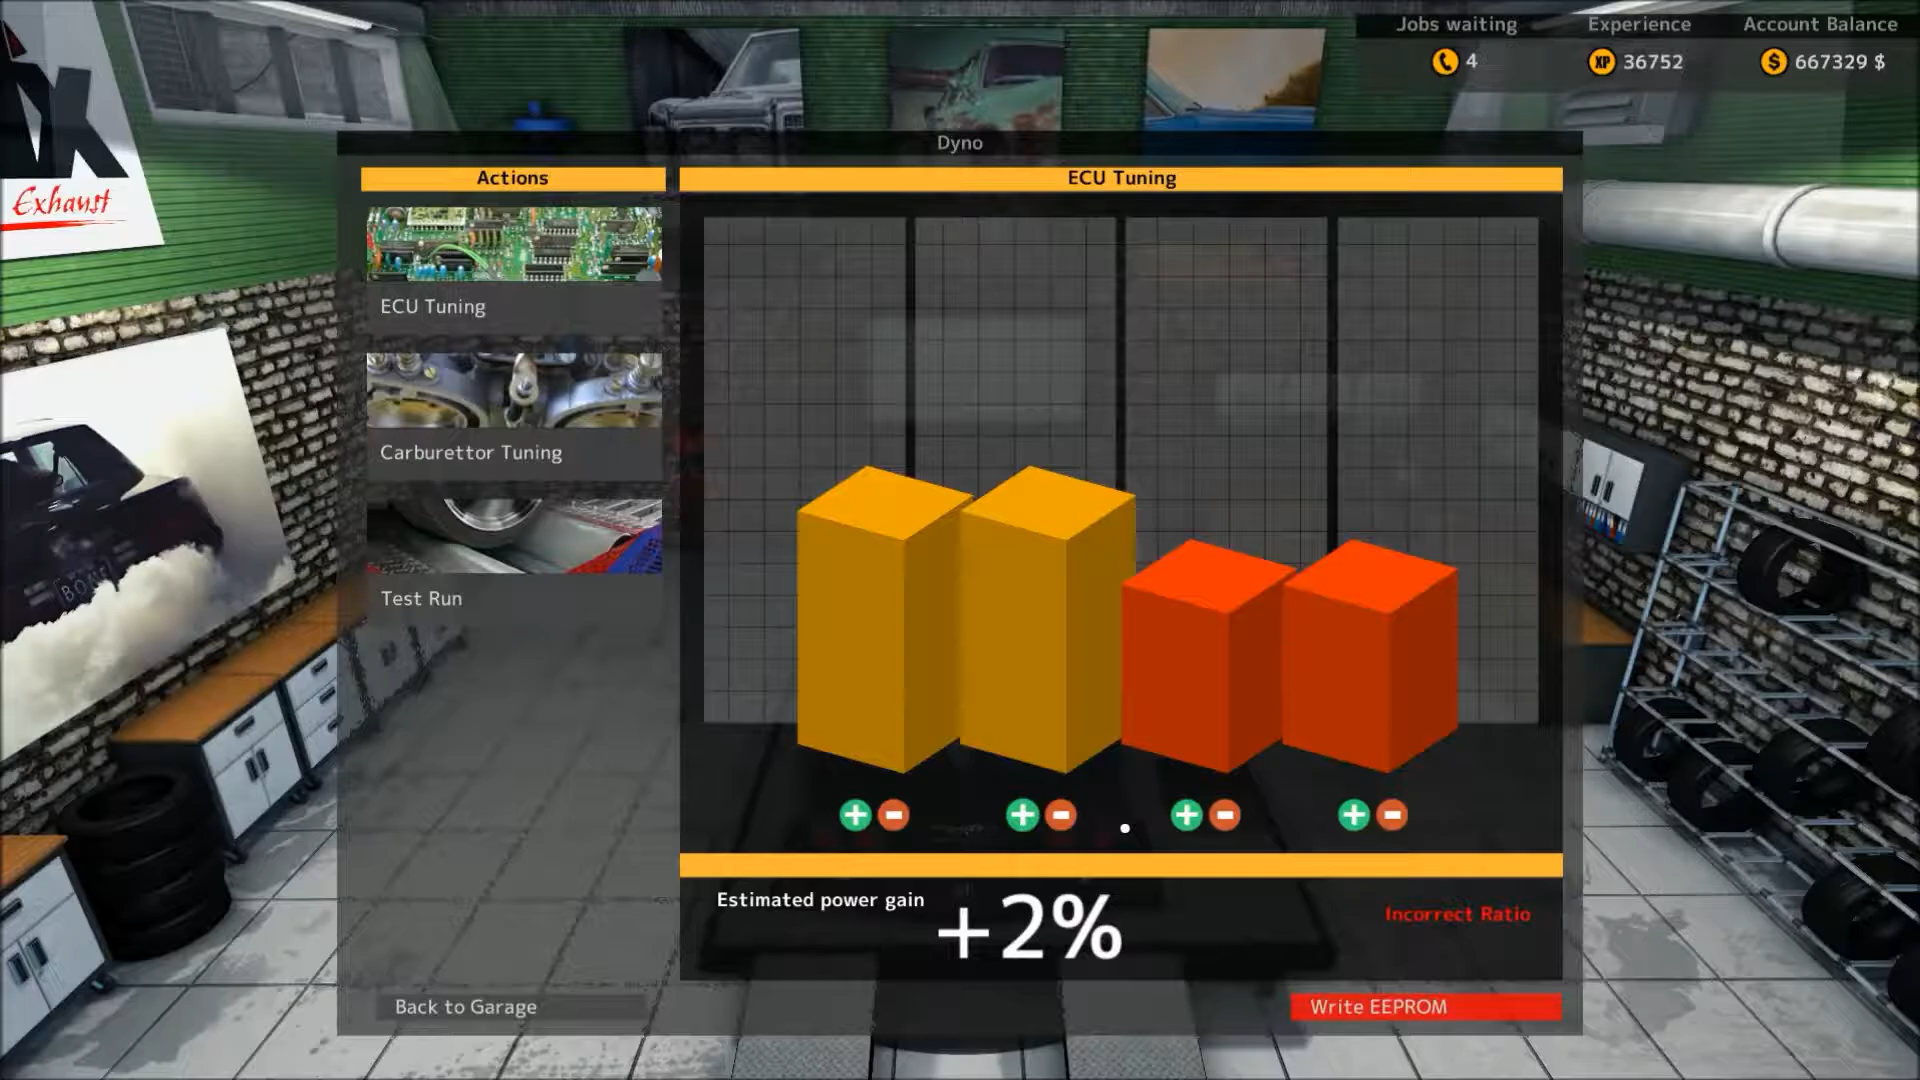 Jobs waiting
Experience
Account Balance
4
XP
36752
$
667329 $
X
Exhaust
Dyno
Actions
ECU Tuning
ECU Tuning
Carburettor Tuning
Test Run
Estimated power gain
+2%
Incorrect Ratio
Back to Garage
Write EEPROM